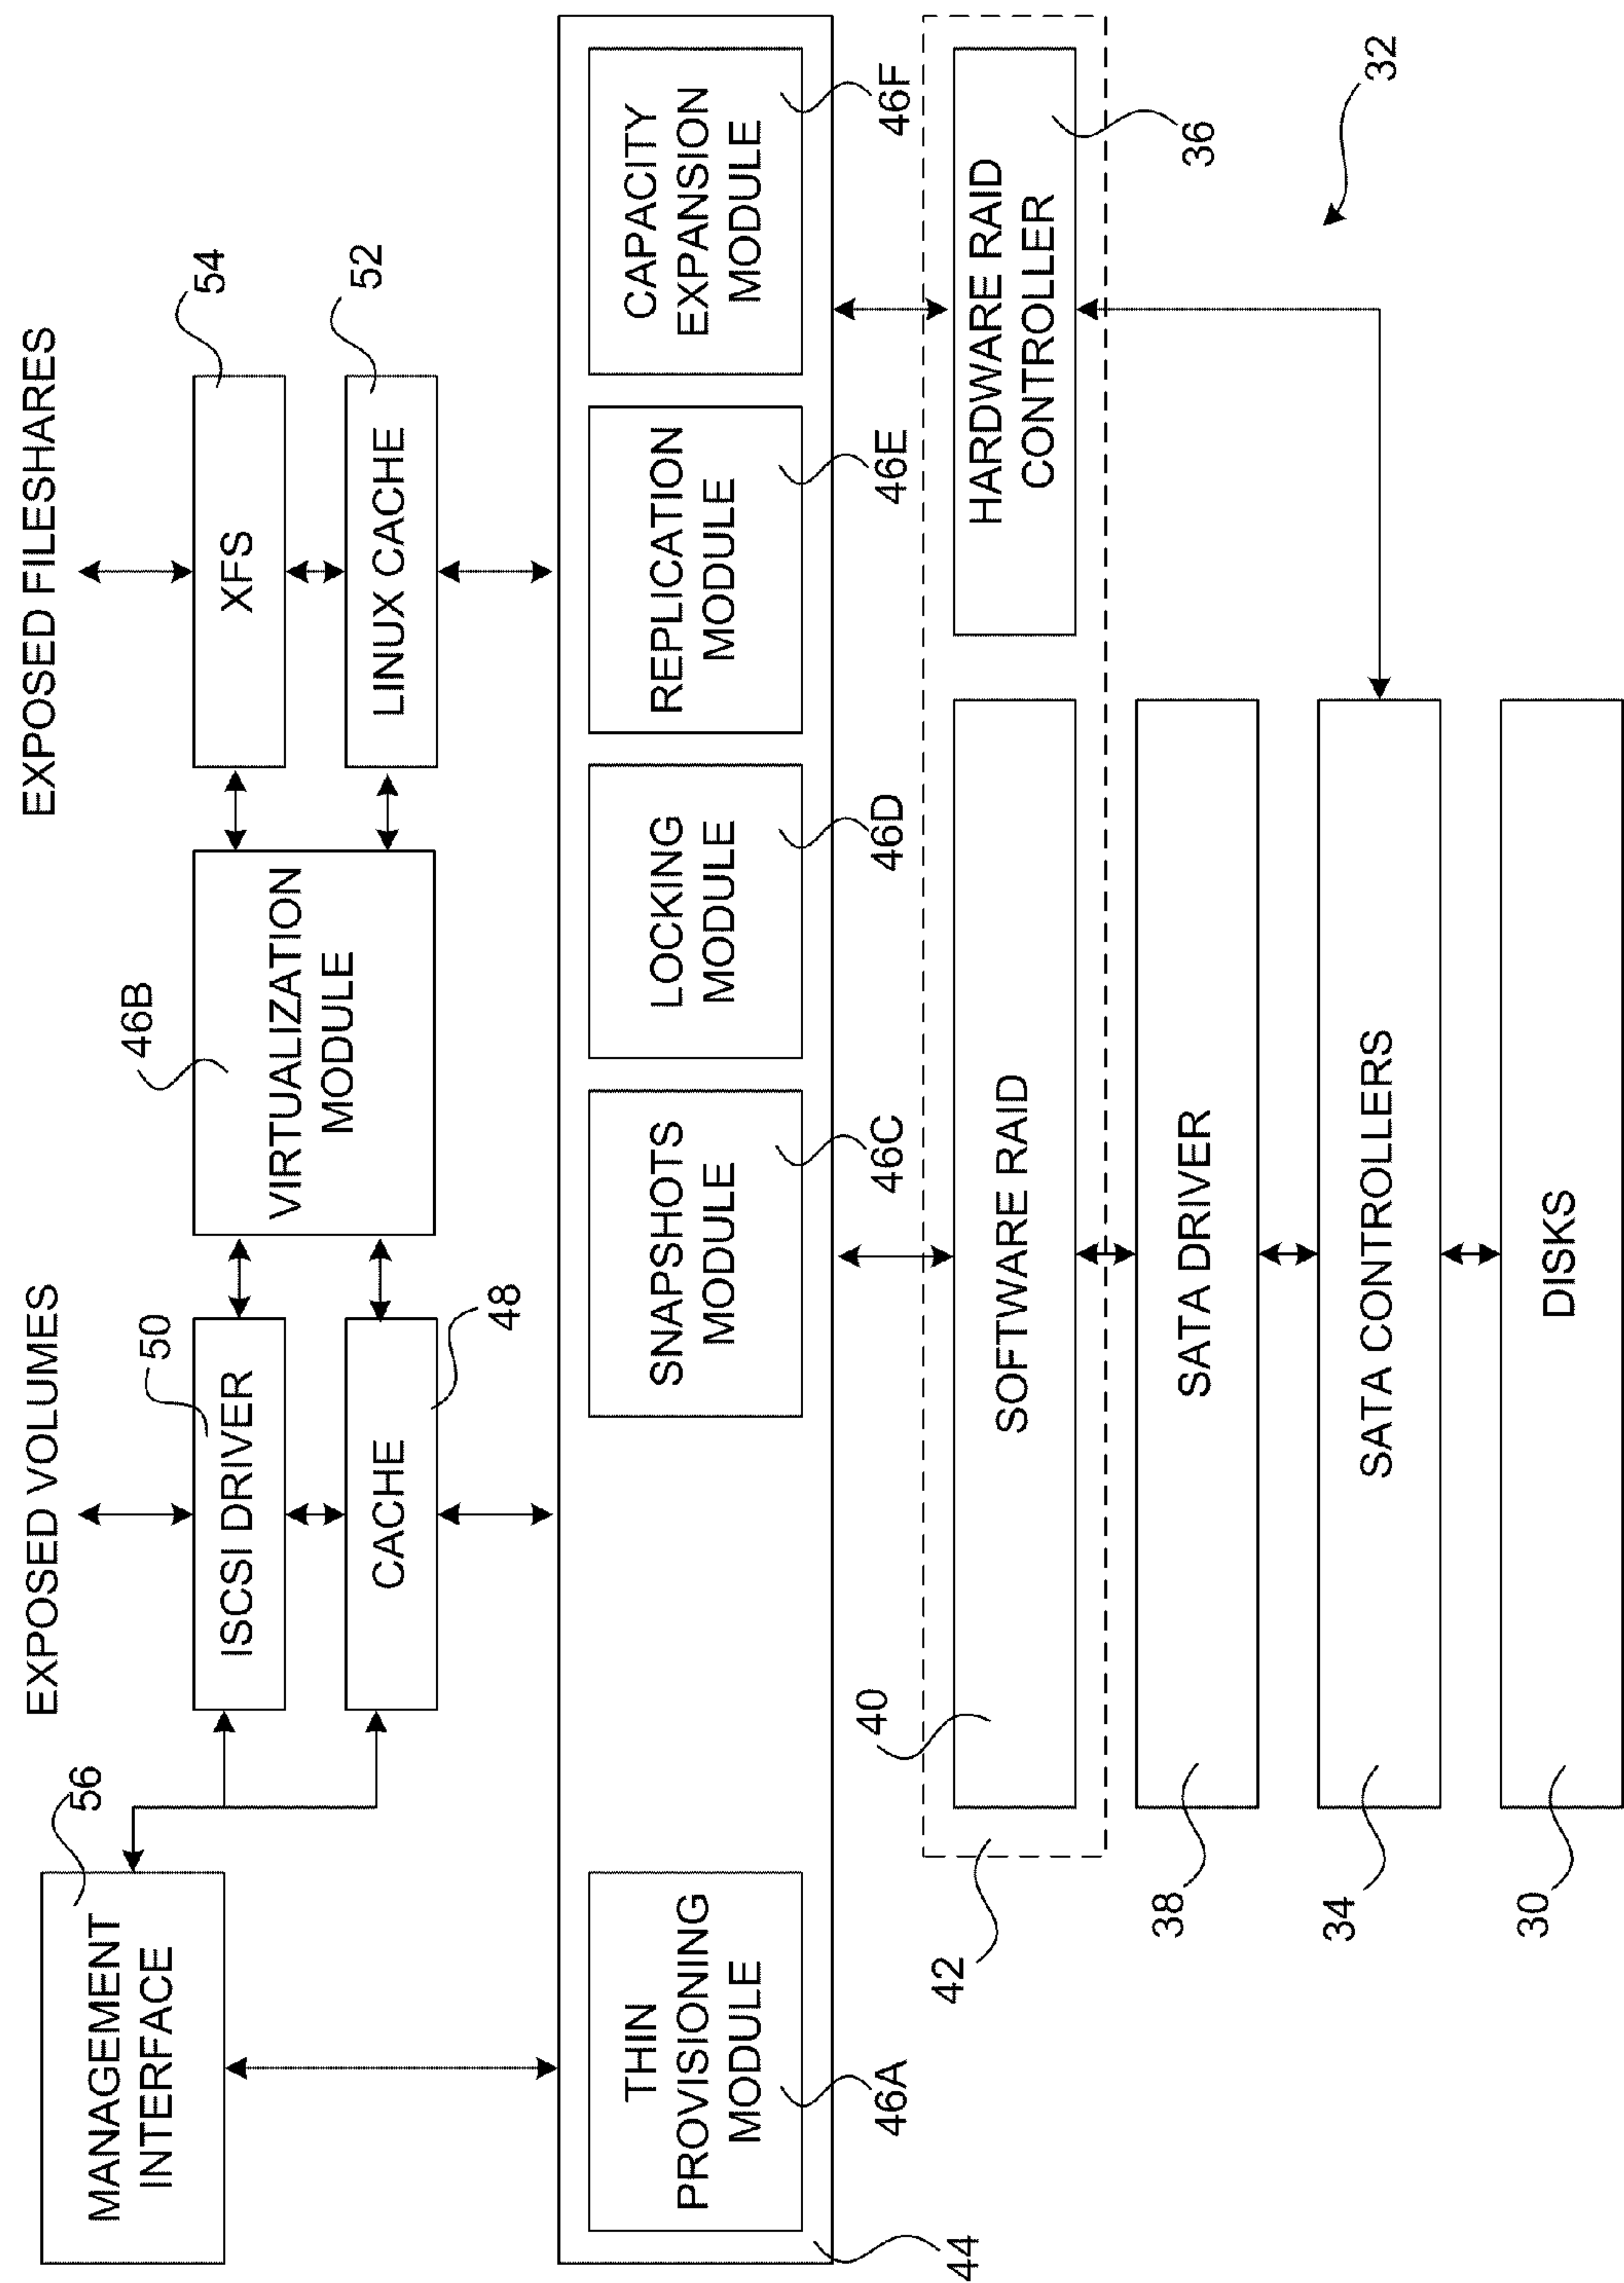 EXPOSED VOLUMES
EXPOSED FILESHARES
MANAGEMENT
INTERFACE
56
ISCSI DRIVER
50
CACHE
48
46B
VIRTUALIZATION
MODULE
XFS
54
LINUX CACHE
52
THIN
PROVISIONING
MODULE
46A
SNAPSHOTS
MODULE
46C
LOCKING
MODULE
46D
REPLICATION
MODULE
46E
CAPACITY
EXPANSION
MODULE
46F
44
40
SOFTWARE RAID
HARDWARE RAID
CONTROLLER
36
42
SATA DRIVER
38
SATA CONTROLLERS
34
DISKS
30
32